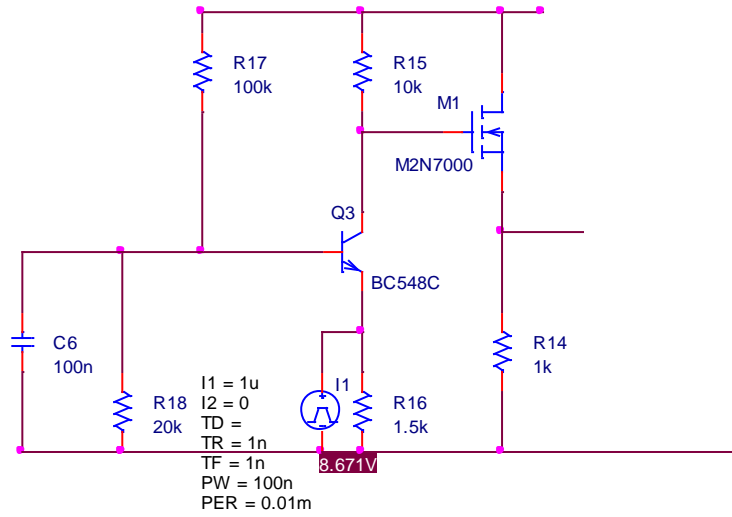 R17
100k
R15
10k
M1
M2N7000
Q3
BC548C
C6
100n
R18
20k
I1 = 1u
I2 = 0
TD =
TR = 1n
TF = 1n
PW = 100n
PER = 0.01m
I1
R16
1.5k
R14
1k
8.671V